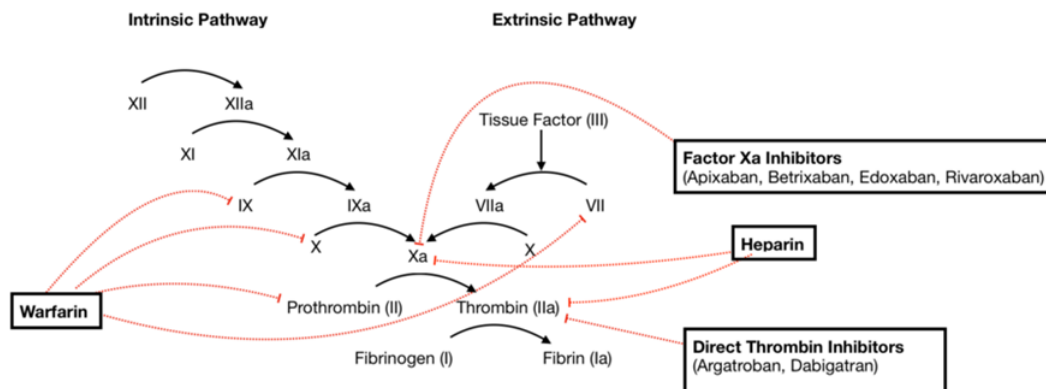 Intrinsic Pathway
Extrinsic Pathway
XII
XIIa
Tissue Factor (III)
XI
XIa
Factor Xa Inhibitors
(Apixaban, Betrixaban, Edoxaban, Rivaroxaban)
IX
IXa
VIIa
VII
X
X
Xa
Heparin
Warfarin
Prothrombin (II)
Thrombin (IIa)
Fibrinogen (I)
Fibrin (Ia)
Direct Thrombin Inhibitors
(Argatroban, Dabigatran)